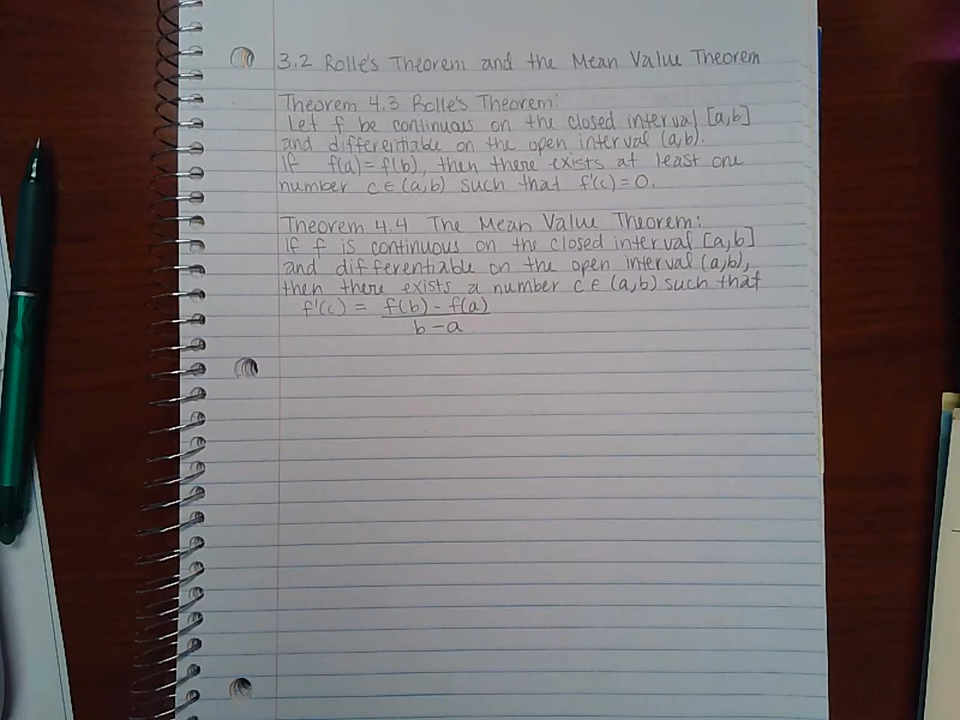 3.2 Rolle's Theorem and the Mean Value Theorem
Theorem 4.3 Rolle's Theorem:
Let f be continuous on the closed interval [a,b]
and differentiable on the open interval (a,b).
If f(a) = f(b), then there exists at least one
number c ∈ (a,b) such that f'(c) = 0.
Theorem 4.4 The Mean Value Theorem:
If f is continuous on the closed interval [a,b]
and differentiable on the open interval (a,b),
then there exists a number c ∈ (a,b) such that
f'(c) = f(b) - f(a)
b - a